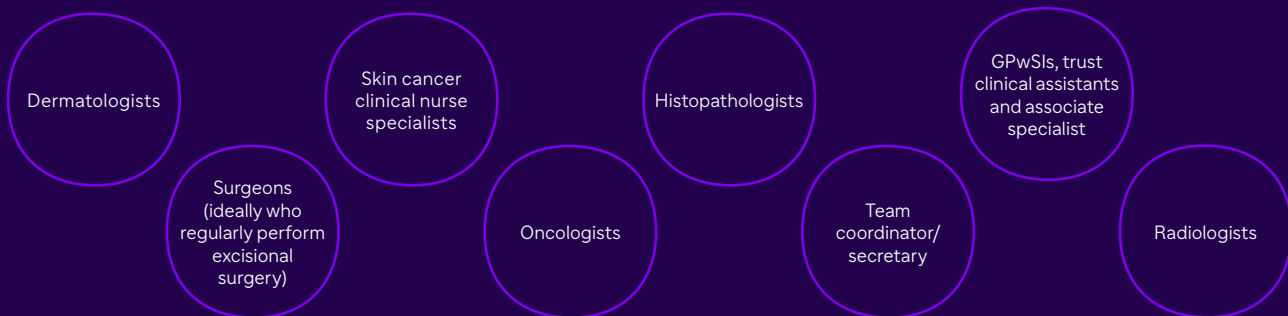 Dermatologists
Surgeons
(ideally who
regularly perform
excisional
surgery)
Skin cancer
clinical nurse
specialists
Oncologists
Histopathologists
Team
coordinator/
secretary
GPwSIs, trust
clinical assistants
and associate
specialist
Radiologists